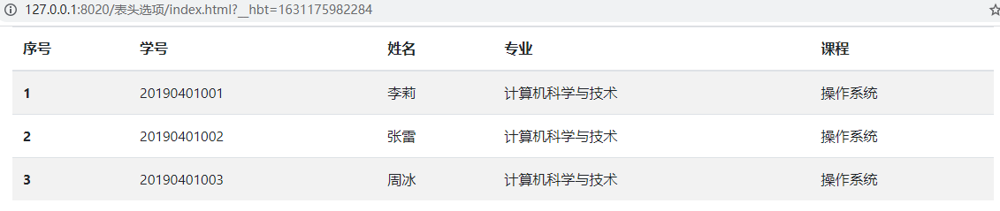 127.0.0.1:8020/表头选项/index.html?__hbt=1631175982284
序号 学号 姓名 专业 课程
1 20190401001 李莉 计算机科学与技术 操作系统
2 20190401002 张雷 计算机科学与技术 操作系统
3 20190401003 周冰 计算机科学与技术 操作系统